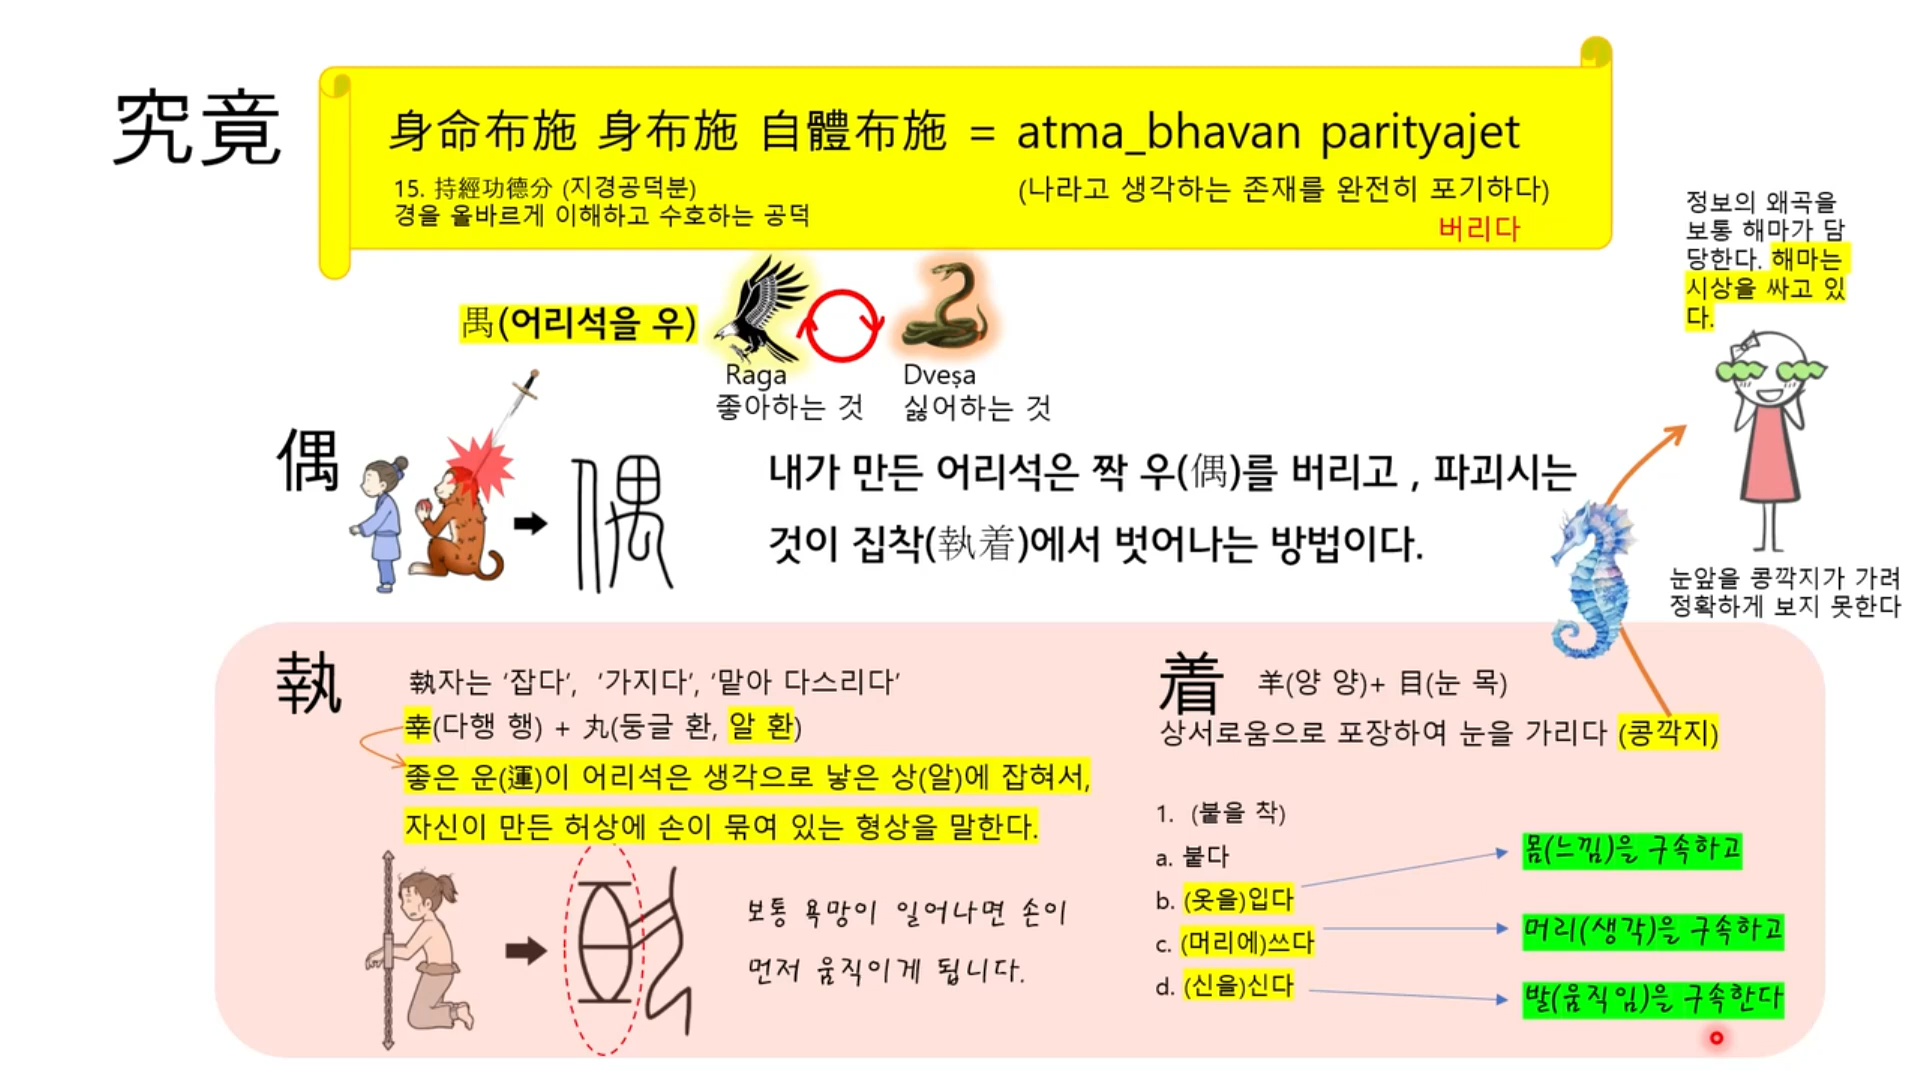 究竟
身命布施 身布施 自體布施 = atma_bhavan parityajet
15. 持經功德分 (지경공덕분)
경을 올바르게 이해하고 수호하는 공덕
(나라고 생각하는 존재를 완전히 포기하다)
버리다
정보의 왜곡을
보통 해마가 담
당한다. 해마는
시상을 싸고 있
다.
禺(어리석을 우)
Raga
좋아하는 것
Dveṣa
싫어하는 것
偶
偶
내가 만든 어리석은 짝 우(偶)를 버리고 , 파괴시는
것이 집착(執着)에서 벗어나는 방법이다.
눈앞을 콩깍지가 가려
정확하게 보지 못한다
執
執자는 ‘잡다’, ‘가지다’, ‘맡아 다스리다’
幸(다행 행) + 丸(둥글 환, 알 환)
좋은 운(運)이 어리석은 생각으로 낳은 상(알)에 잡혀서,
자신이 만든 허상에 손이 묶여 있는 형상을 말한다.
보통 욕망이 일어나면 손이
먼저 움직이게 됩니다.
着
羊(양 양)+ 目(눈 목)
상서로움으로 포장하여 눈을 가리다 (콩깍지)
1. (붙을 착)
a. 붙다
b. (옷을)입다
c. (머리에)쓰다
d. (신을)신다
몸(느낌)을 구속하고
머리(생각)을 구속하고
발(움직임)을 구속한다